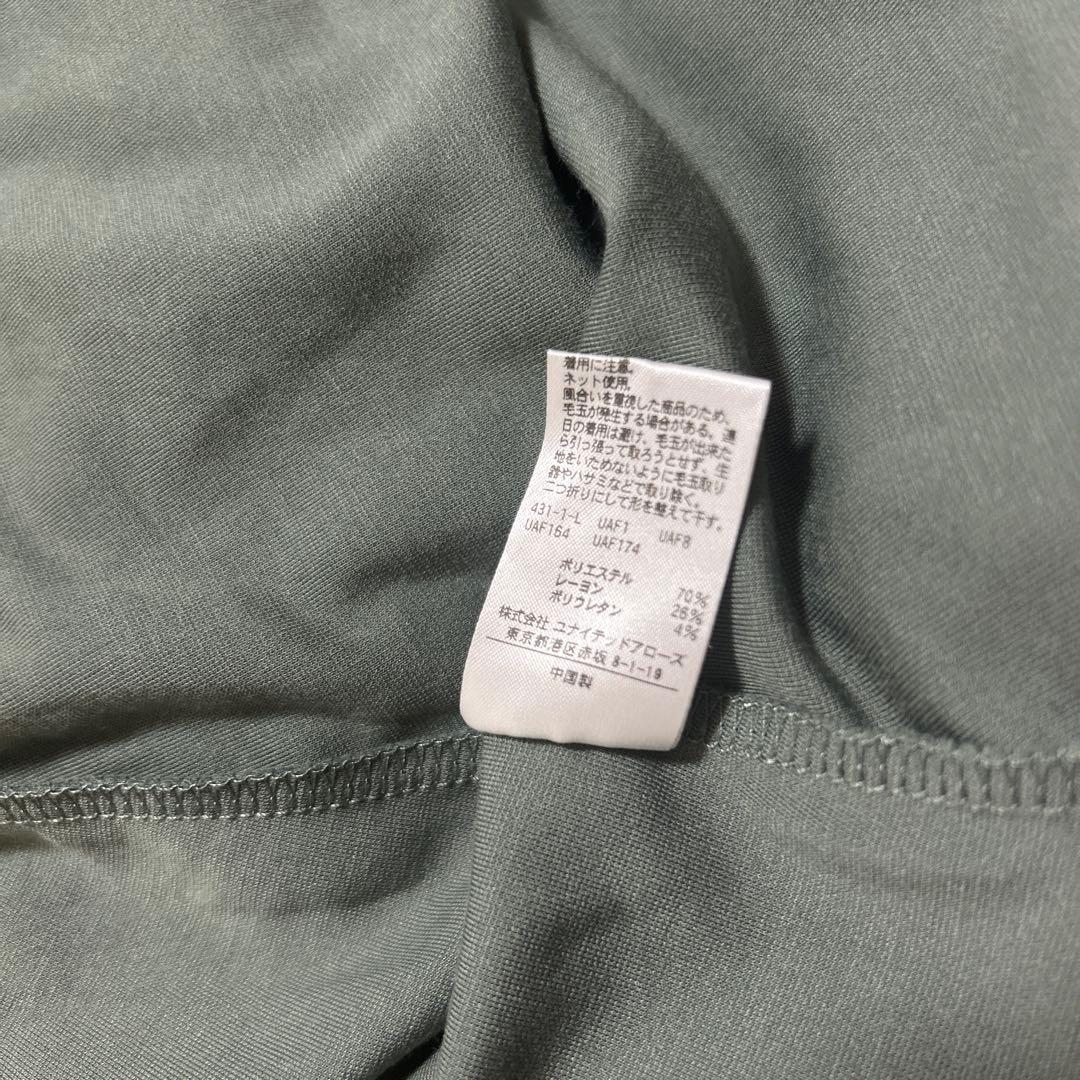 着用に注意。
ネット使用。
風合いを重視した商品のため、
毛玉が発生する場合がある。連
日の着用は避け、毛玉が出来た
ら引っ張って取ろうとせず、生
地をいためないように毛玉取り
器やハサミなどで取り除く。
二つ折りにして形を整えて干す。
431-1-L UAF1 UAF8
UAF164 UAF174
ポリエステル 70%
レーヨン 26%
ポリウレタン 4%
株式会社 ユナイテッドアローズ
東京都港区赤坂 8-1-19
中国製